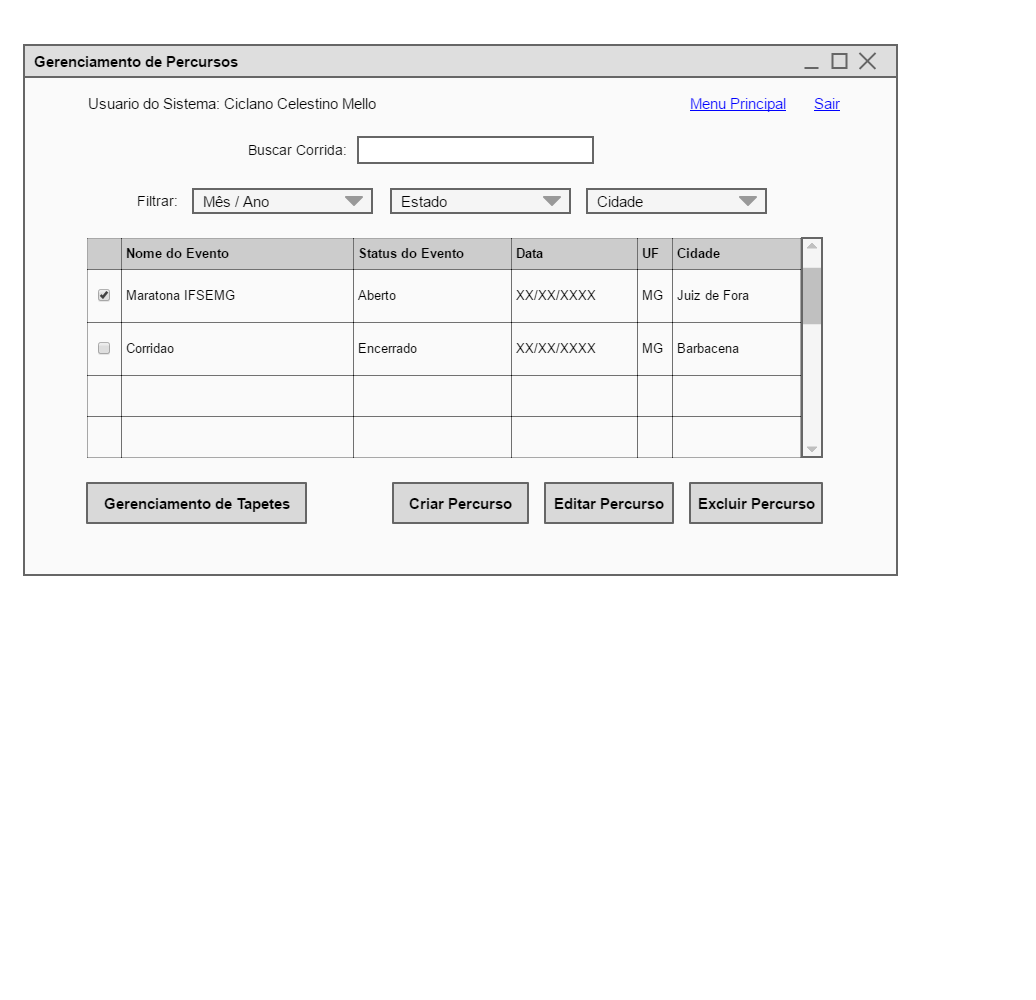 Gerenciamento de Percursos
Usuario do Sistema: Ciclano Celestino Mello Menu Principal Sair
Buscar Corrida:
Filtrar: Mês / Ano Estado Cidade
Nome do Evento Status do Evento Data UF Cidade
Maratona IFSEMG Aberto XX/XX/XXXX MG Juiz de Fora
Corridao Encerrado XX/XX/XXXX MG Barbacena
Gerenciamento de Tapetes Criar Percurso Editar Percurso Excluir Percurso